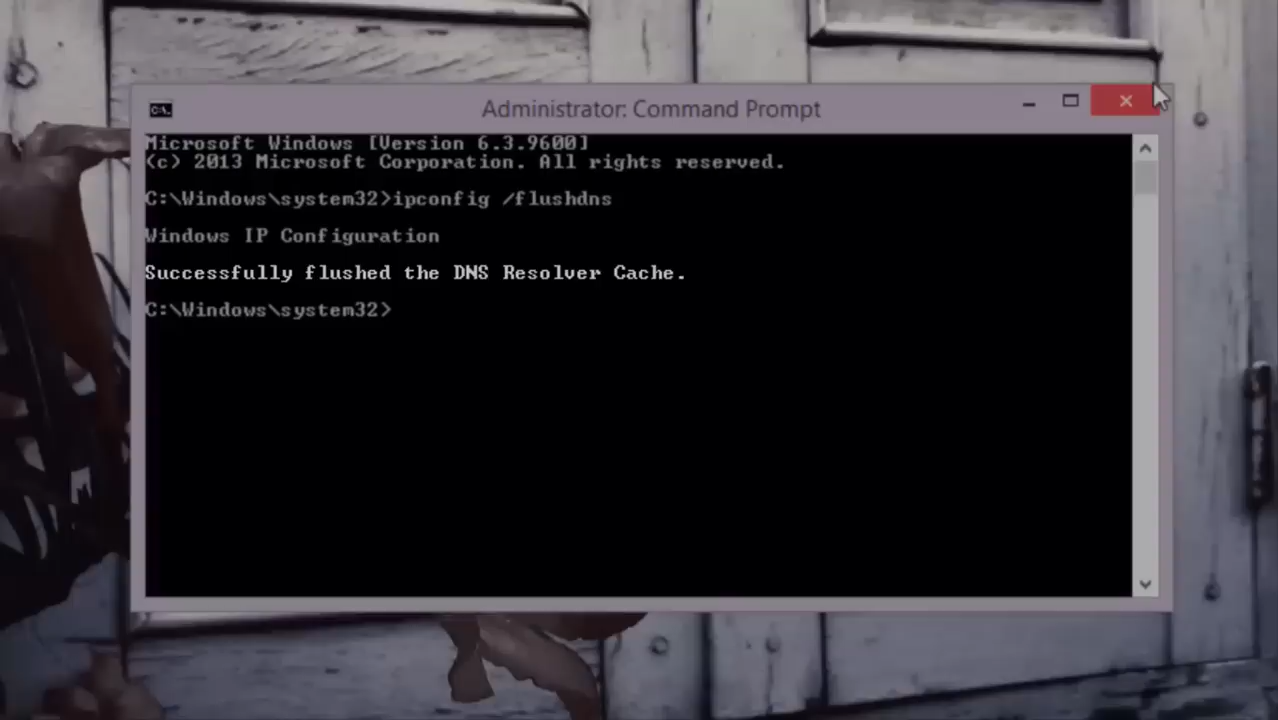 Administrator: Command Prompt
Microsoft Windows [Version 6.3.9600]
(c) 2013 Microsoft Corporation. All rights reserved.
C:\Windows\system32>ipconfig /flushdns
Windows IP Configuration
Successfully flushed the DNS Resolver Cache.
C:\Windows\system32>